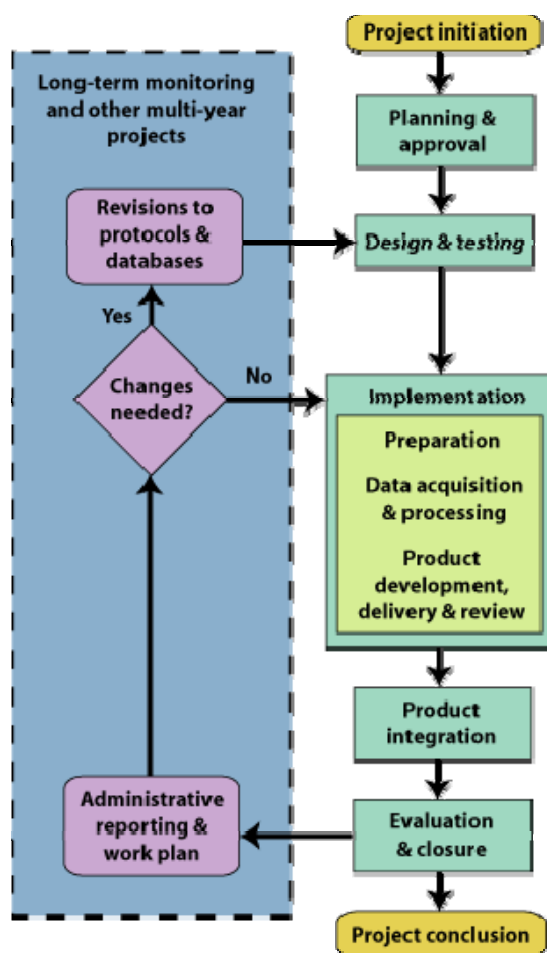 Project initiation
Long-term monitoring
and other multi-year
projects
Planning &
approval
Revisions to
protocols &
databases
Design & testing
Yes
No
Changes
needed?
Implementation
Preparation
Data acquisition
& processing
Product
development,
delivery & review
Product
integration
Administrative
reporting &
work plan
Evaluation
& closure
Project conclusion